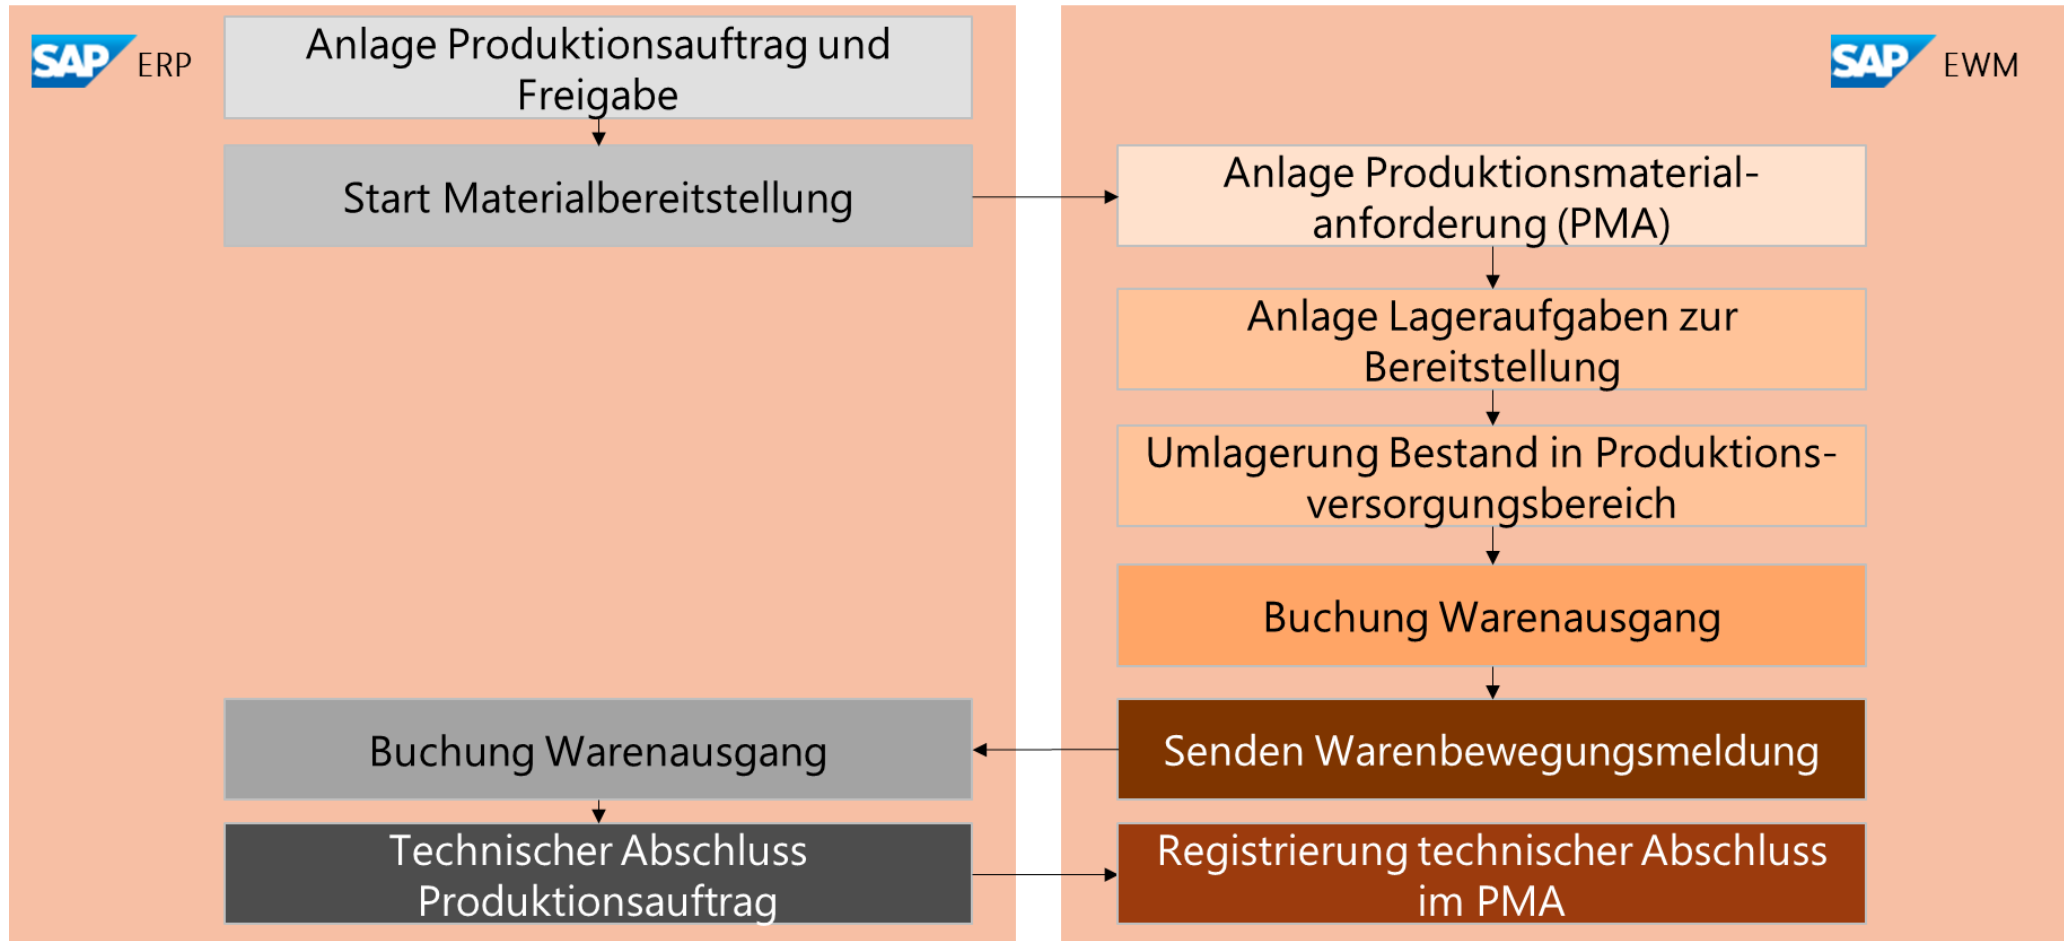 SAP ERP
Anlage Produktionsauftrag und
Freigabe
SAP EWM
Start Materialbereitstellung
Anlage Produktionsmaterial-
anforderung (PMA)
Anlage Lageraufgaben zur
Bereitstellung
Umlagerung Bestand in Produktions-
versorgungsbereich
Buchung Warenausgang
Senden Warenbewegungsmeldung
Buchung Warenausgang
Technischer Abschluss
Produktionsauftrag
Registrierung technischer Abschluss
im PMA